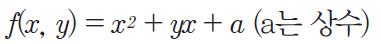 f(x, y) = x2 + yx + a (a는 상수)